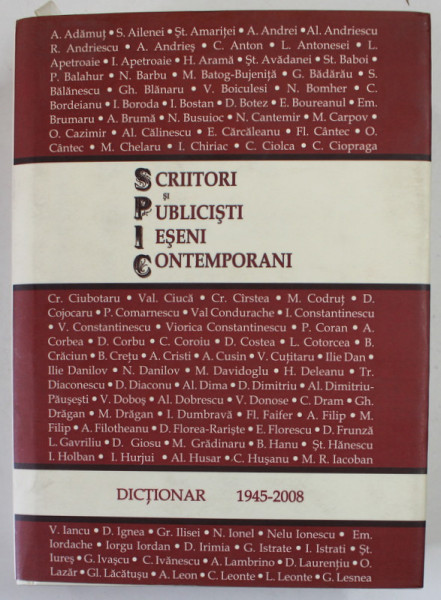 A. Adămuț • S. Ailenei • Șt. Amariței • A. Andrei • Al. Andriescu
R. Andriescu • A. Andrieș • C. Anton • L. Antonesei • L.
Apetroaie • I. Apetroaie • H. Aramă • Șt. Avădanei • St. Baboi •
P. Balahur • N. Barbu • M. Batog-Bujeniță • G. Bădărău • S.
Bălănescu • Gh. Blănaru • V. Boiculesi • N. Bomher • C.
Bordeianu • I. Boroda • I. Bostan • D. Botez • E. Boureanul • Em.
Brumaru • A. Brumă • N. Busuioc • N. Cantemir • M. Carpov •
O. Cazimir • Al. Călinescu • E. Cărcăleanu • Fl. Cântec • O.
Cântec • M. Chelaru • I. Chiriac • C. Ciolca • C. Ciopraga
SCRIITORI
și
PUBLICIȘTI
IEȘENI
CONTEMPORANI
Cr. Ciubotaru • Val. Ciucă • Cr. Cîrstea • M. Codruț • D.
Cojocaru • P. Comarnescu • Val Condurache • I. Constantinescu
• V. Constantinescu • Viorica Constantinescu • P. Coran • A.
Corbea • D. Corbu • C. Coroiu • D. Costea • L. Cotorcea • B.
Crăciun • B. Crețu • A. Cristi • A. Cusin • V. Cuțitaru • Ilie Dan •
Ilie Danilov • N. Danilov • M. Davidoglu • H. Deleanu • Tr.
Diaconescu • D. Diaconu • Al. Dima • D. Dimitriu • Al. Dimitriu-
Păușești • V. Doboș • Al. Dobrescu • V. Donose • C. Dram • Gh.
Drăgan • M. Drăgan • I. Dumbravă • Fl. Faifer • A. Filip • M.
Filip • A. Filotheanu • D. Florea-Rariște • E. Florescu • D. Frunză
L. Gavriliu • D. Giosu • M. Grădinaru • B. Hanu • Șt. Hănescu
I. Holban • I. Hurjui • Al. Husar • C. Hușanu • M. R. Iacoban
DICȚIONAR 1945-2008
V. Iancu • D. Ignea • Gr. Ilisei • N. Ionel • Nelu Ionescu • Em.
Iordache • Iorgu Iordan • D. Irimia • G. Istrate • I. Istrati • Șt.
Iureș • G. Ivașcu • C. Ivănescu • A. Lambrino • D. Laurențiu • O.
Lazăr • Gl. Lăcătușu • A. Leon • C. Leonte • L. Leonte • G. Lesnea